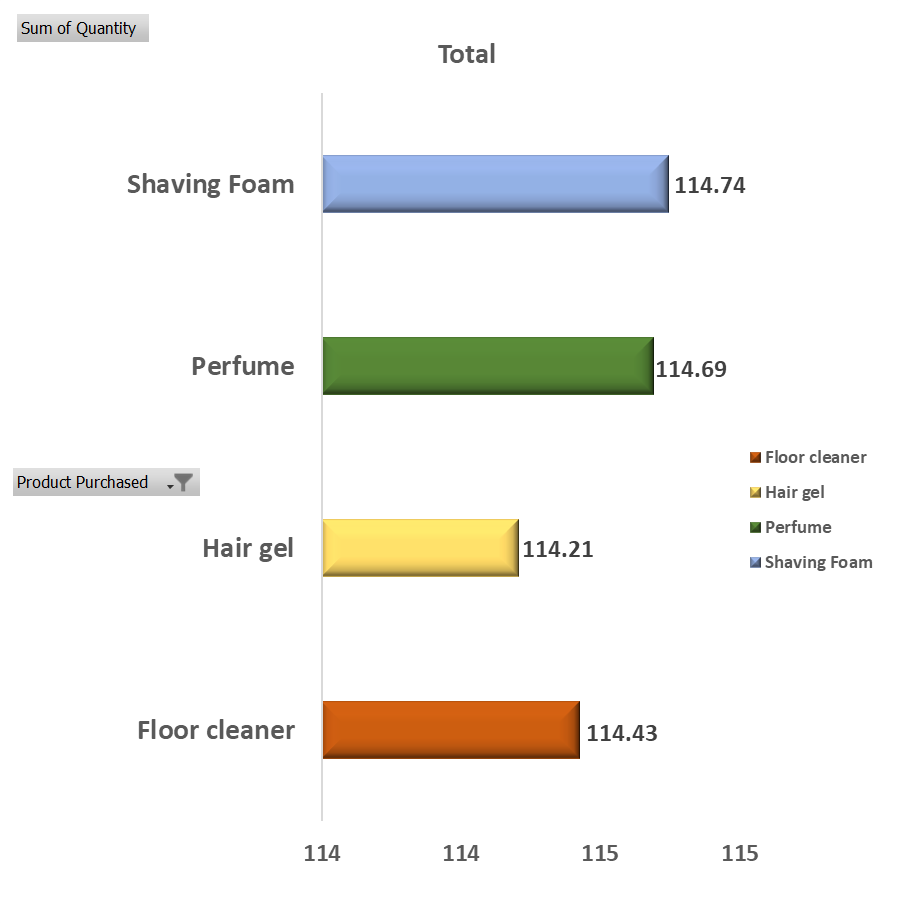 Sum of Quantity
Total
Shaving Foam
114.74
Perfume
114.69
Product Purchased
Hair gel
114.21
Floor cleaner
114.43
114 114 115 115
Floor cleaner
Hair gel
Perfume
Shaving Foam